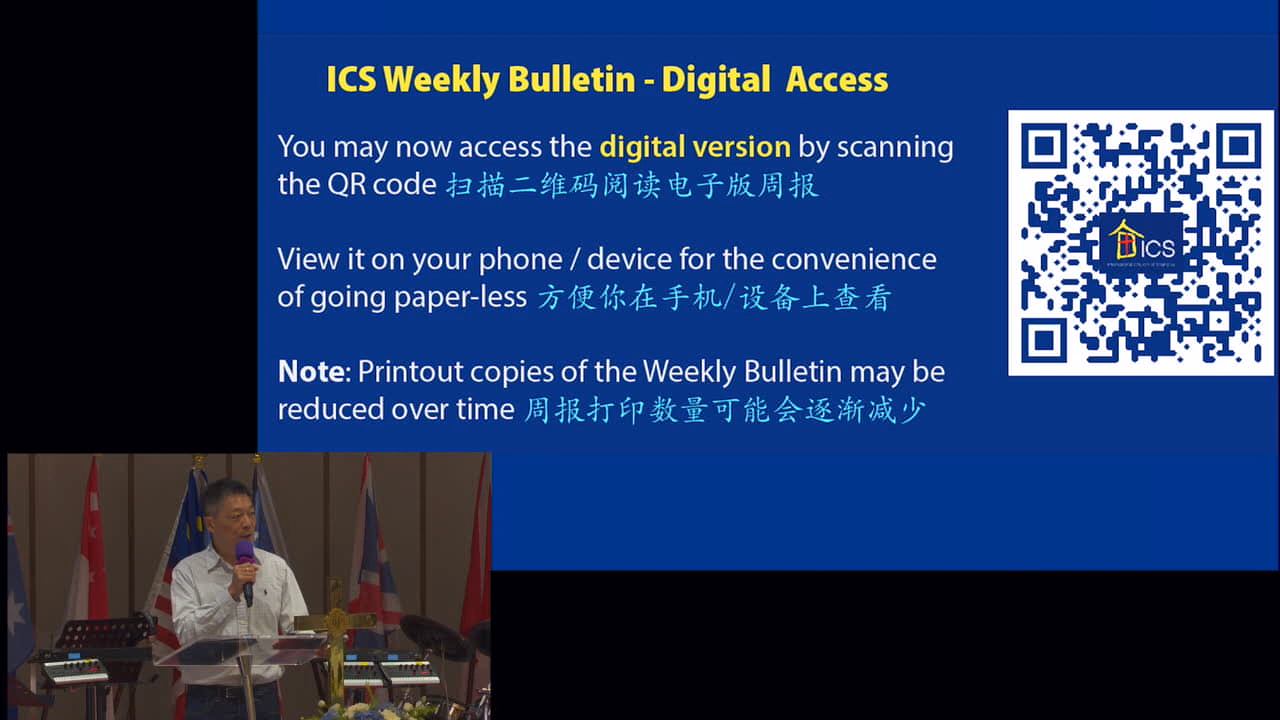 ICS Weekly Bulletin - Digital Access
You may now access the digital version by scanning
the QR code 扫描二维码阅读电子版周报
View it on your phone / device for the convenience
of going paper-less 方便你在手机/设备上查看
Note: Printout copies of the Weekly Bulletin may be
reduced over time 周报打印数量可能会逐渐减少
ICS